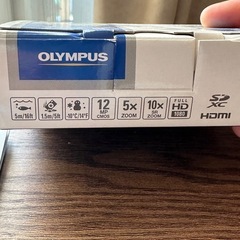 OLYMPUS
5m/16ft
1.5m/5ft
-10°C/14°F
12
MP
CMOS
5x
ZOOM
10x
SR ZOOM
FULL
HD
1080
SD
XC
HDMI